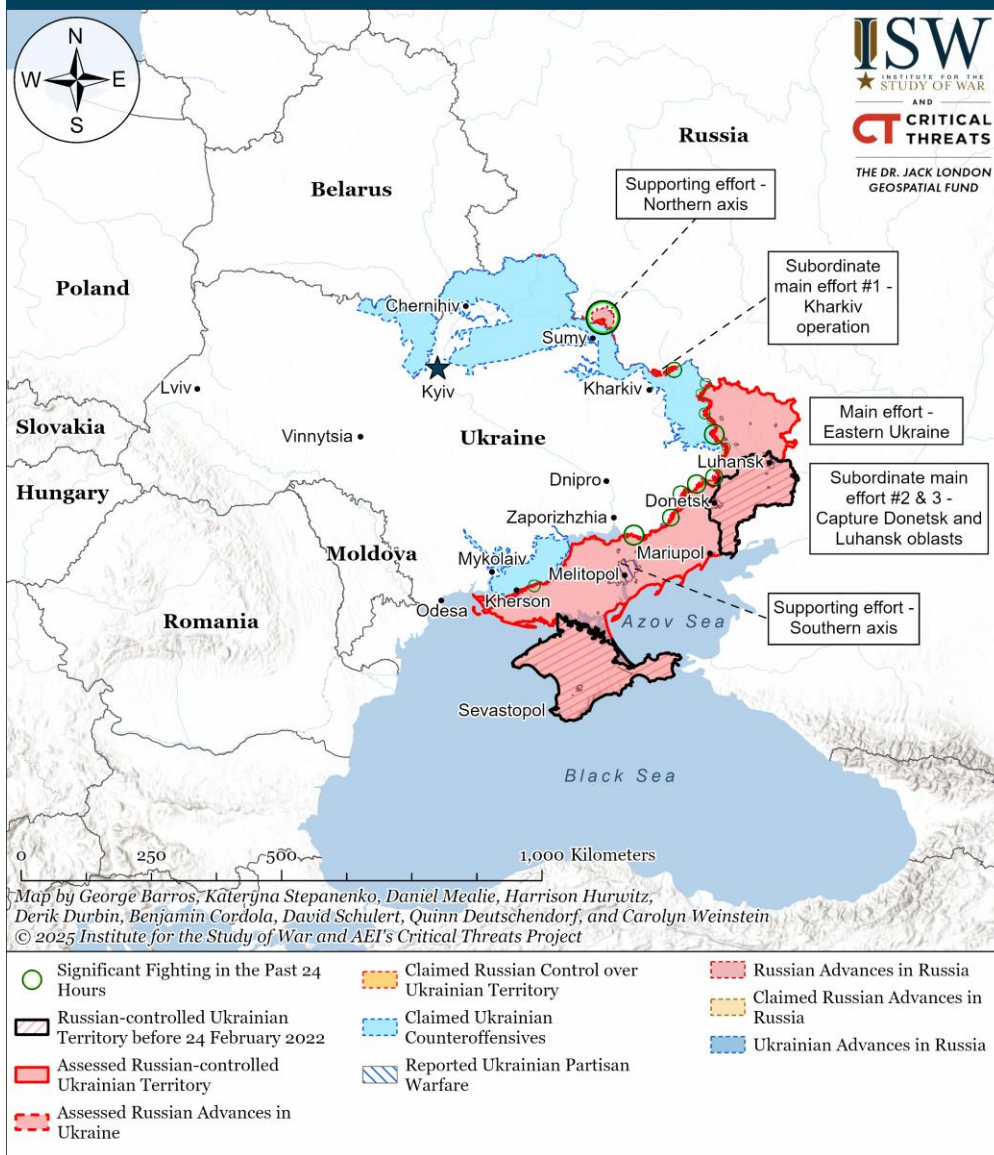 N
W
E
S
ISW
INSTITUTE FOR THE
STUDY OF WAR
AND
CT CRITICAL
THREATS
THE DR. JACK LONDON
GEOSPATIAL FUND
Russia
Belarus
Supporting effort -
Northern axis
Subordinate
main effort #1 -
Kharkiv
operation
Poland
Chernihiv
Sumy
Kyiv
Lviv
Kharkiv
Slovakia
Vinnytsia
Ukraine
Main effort -
Eastern Ukraine
Luhansk
Hungary
Dnipro
Donetsk
Subordinate main
effort #2 & 3 -
Capture Donetsk and
Luhansk oblasts
Zaporizhzhia
Moldova
Mykolaiv
Mariupol
Melitopol
Odesa
Kherson
Romania
Azov Sea
Supporting effort -
Southern axis
Sevastopol
Black Sea
0
250
500
1,000 Kilometers
Map by George Barros, Kateryna Stepanenko, Daniel Mealie, Harrison Hurwitz,
Derik Durbin, Benjamin Cordola, David Schulert, Quinn Deutschendorf, and Carolyn Weinstein
© 2025 Institute for the Study of War and AEI's Critical Threats Project
Significant Fighting in the Past 24
Hours
Russian-controlled Ukrainian
Territory before 24 February 2022
Assessed Russian-controlled
Ukrainian Territory
Assessed Russian Advances in
Ukraine
Claimed Russian Control over
Ukrainian Territory
Claimed Ukrainian
Counteroffensives
Reported Ukrainian Partisan
Warfare
Russian Advances in Russia
Claimed Russian Advances in
Russia
Ukrainian Advances in Russia